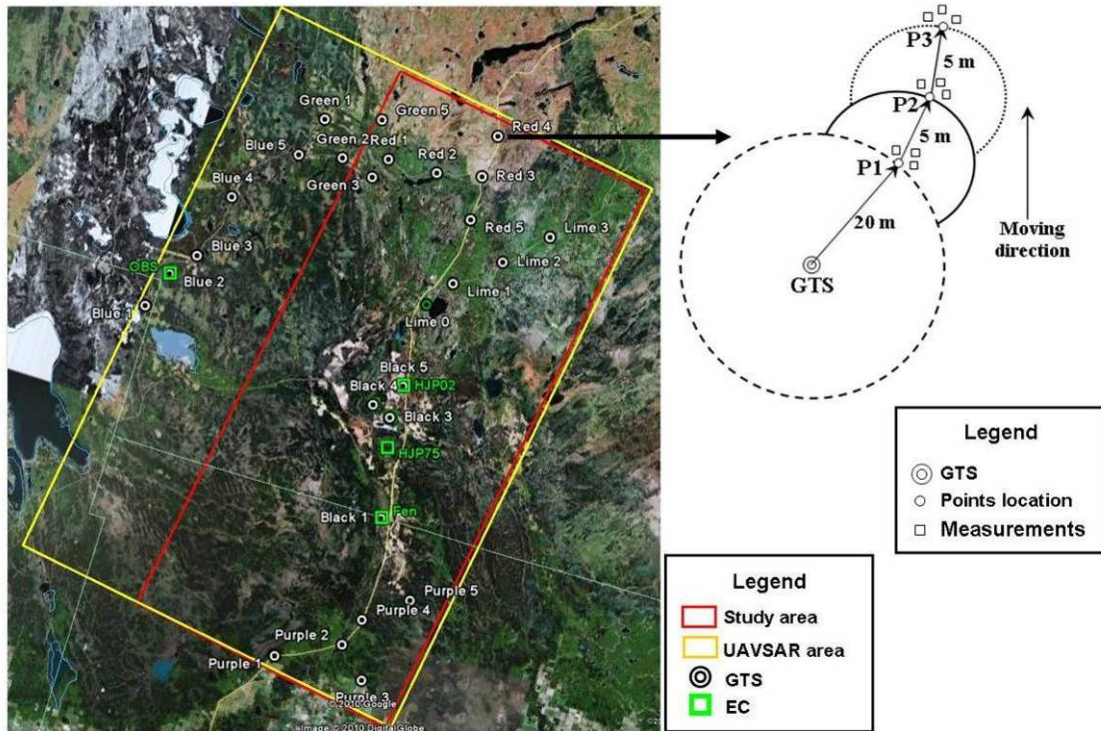 Green 1
Green 5
Green 2
Red 1
Red 4
Blue 5
Red 2
Green 3
Red 3
Blue 4
Red 5
Lime 3
Blue 3
Lime 2
OBS
Blue 2
Lime 1
Blue 1
Lime 0
Black 5
Black 4
HJP02
Black 3
HJP75
Black 1
Fen
Purple 5
Purple 4
Purple 2
Purple 1
Purple 3
© 2010 Google
Image © 2010 DigitalGlobe
P3
5 m
P2
5 m
P1
20 m
GTS
Moving
direction
Legend
GTS
Points location
Measurements
Legend
Study area
UAVSAR area
GTS
EC